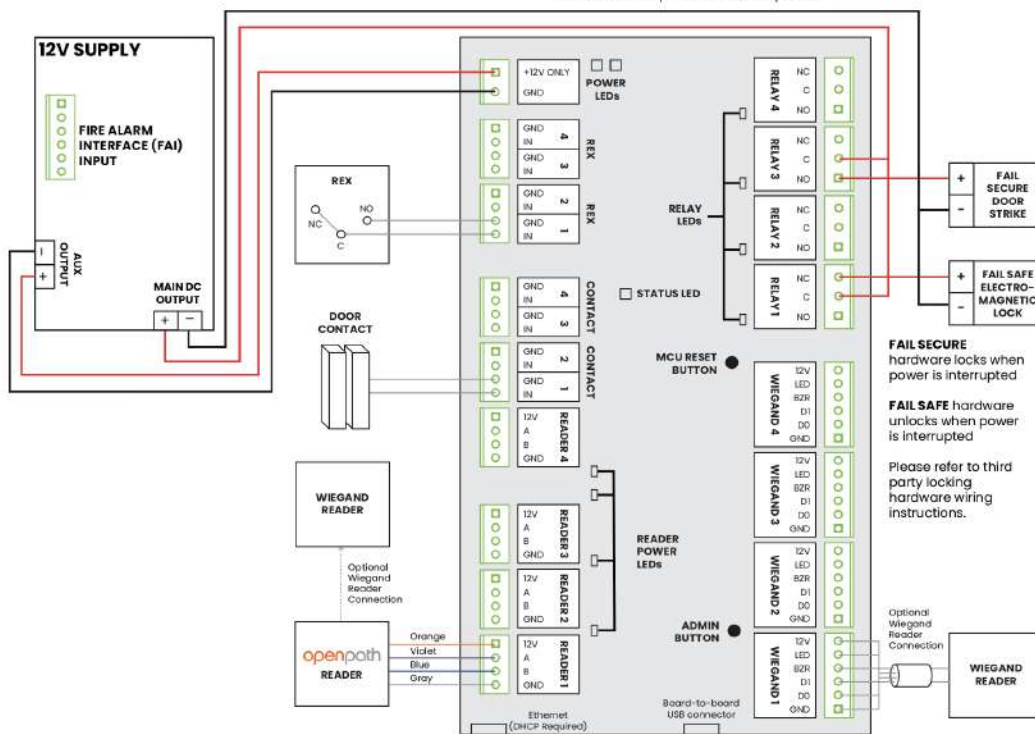 12V SUPPLY
FIRE ALARM
INTERFACE (FAI)
INPUT
-
+
AUX
OUTPUT
MAIN DC
OUTPUT
+
-
REX
NO
NC
C
DOOR
CONTACT
WIEGAND
READER
Optional
Wiegand
Reader
Connection
openpath
READER
Orange
Violet
Blue
Gray
+12V ONLY
GND
POWER
LEDs
GND
IN
4
GND
IN
3
REX
GND
IN
2
GND
IN
1
REX
GND
IN
4
GND
IN
3
CONTACT
GND
IN
2
GND
IN
1
CONTACT
12V
A
B
GND
READER 4
12V
A
B
GND
READER 3
12V
A
B
GND
READER 2
12V
A
B
GND
READER 1
Ethernet
(DHCP Required)
RELAY
LEDs
STATUS LED
MCU RESET
BUTTON
READER
POWER
LEDs
ADMIN
BUTTON
Board-to-board
USB connector
RELAY 4
NC
C
NO
RELAY 3
C
NO
RELAY 2
NC
C
NO
RELAY 1
NC
C
NO
WIEGAND 4
12V
LED
BZR
D1
D0
GND
WIEGAND 3
12V
LED
BZR
D1
D0
GND
WIEGAND 2
12V
LED
BZR
D1
D0
GND
WIEGAND 1
12V
LED
BZR
D1
D0
GND
+
-
FAIL
SECURE
DOOR
STRIKE
+
-
FAIL SAFE
ELECTRO-
MAGNETIC
LOCK
FAIL SECURE
hardware locks when
power is interrupted
FAIL SAFE hardware
unlocks when power
is interrupted
Please refer to third
party locking
hardware wiring
instructions.
Optional
Wiegand
Reader
Connection
WIEGAND
READER